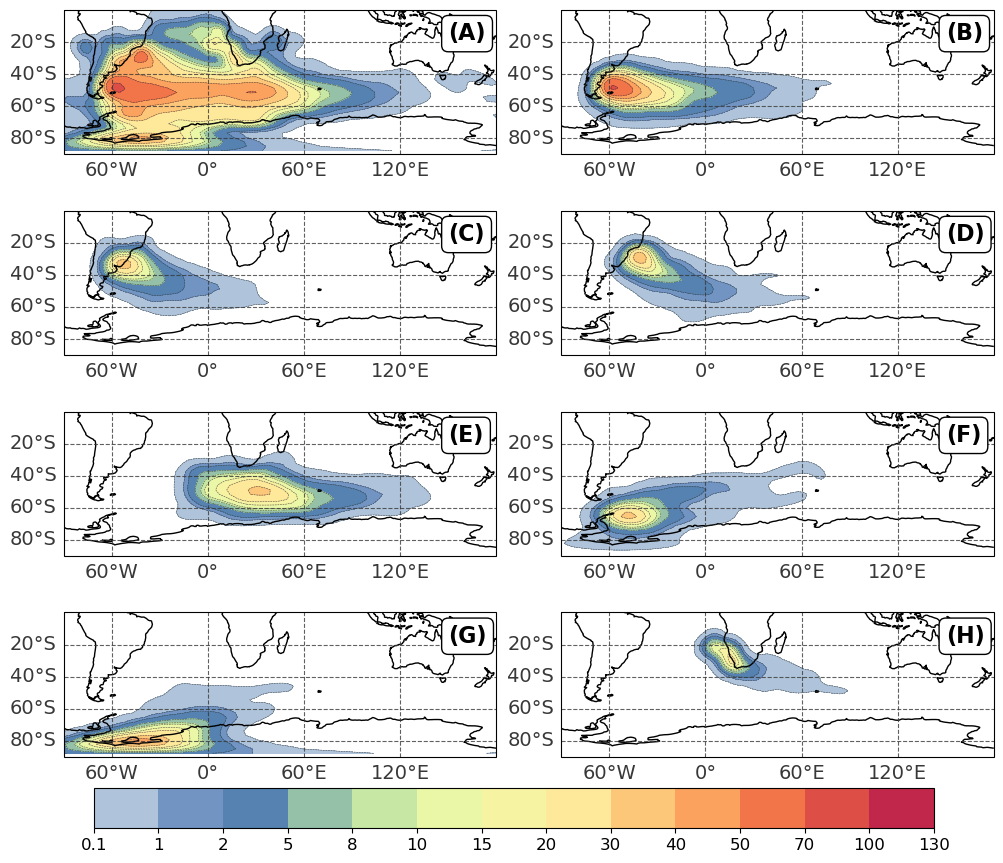 20°S 40°S 60°S 80°S (A) 60°W 0° 60°E 120°E
20°S 40°S 60°S 80°S (B) 60°W 0° 60°E 120°E
20°S 40°S 60°S 80°S (C) 60°W 0° 60°E 120°E
20°S 40°S 60°S 80°S (D) 60°W 0° 60°E 120°E
20°S 40°S 60°S 80°S (E) 60°W 0° 60°E 120°E
20°S 40°S 60°S 80°S (F) 60°W 0° 60°E 120°E
20°S 40°S 60°S 80°S (G) 60°W 0° 60°E 120°E
20°S 40°S 60°S 80°S (H) 60°W 0° 60°E 120°E
0.1 1 2 5 8 10 15 20 30 40 50 70 100 130